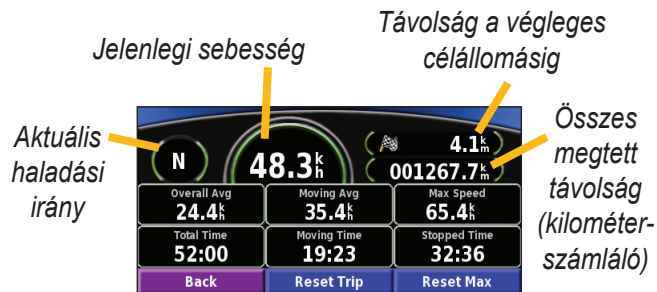 Távolság a végleges
célállomásig
Jelenlegi sebesség
Aktuális
haladási
irány
Összes
megtett
távolság
(kilométer-
számláló)
N
48.3 k/h
4.1 k/m
001267.7 k/m
Overall Avg
Moving Avg
Max Speed
24.4 k/h
35.4 k/h
65.4 k/h
Total Time
Moving Time
Stopped Time
52:00
19:23
32:36
Back
Reset Trip
Reset Max